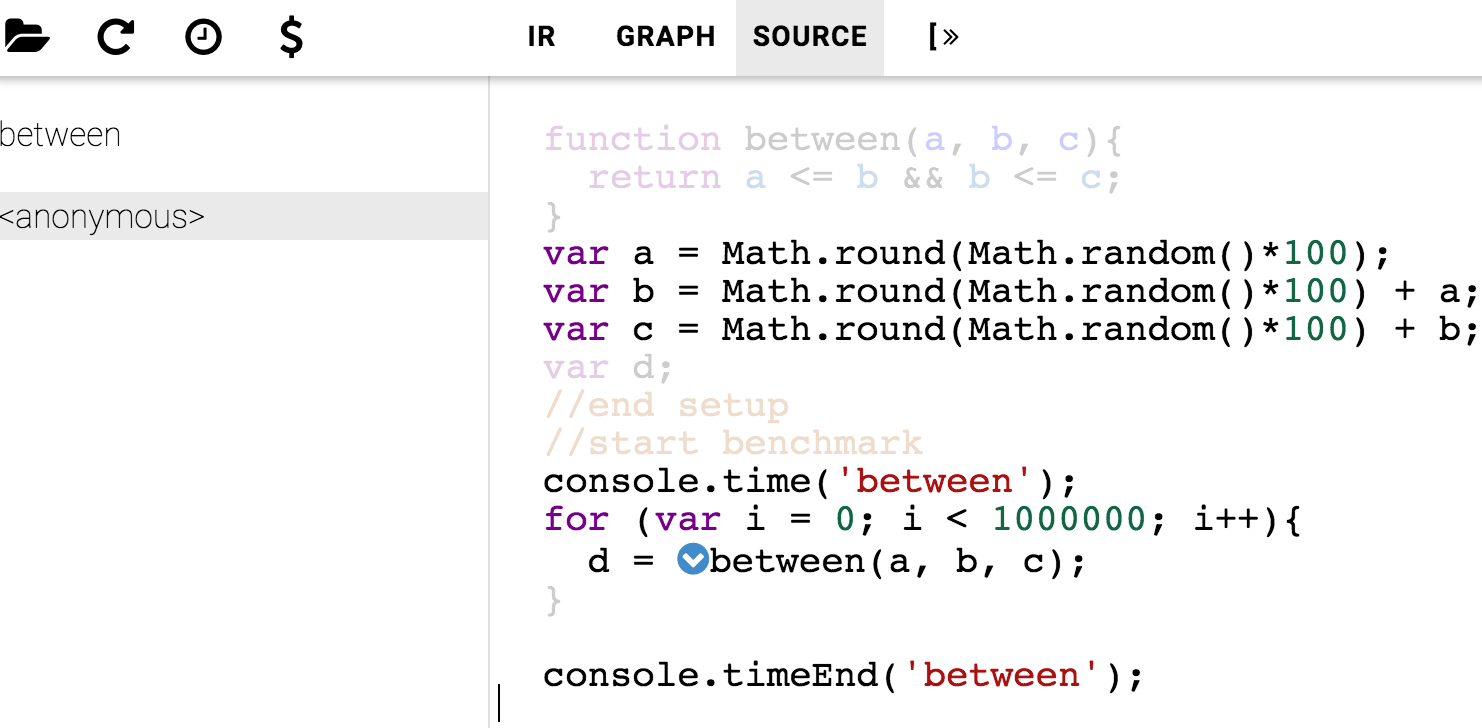 IR GRAPH SOURCE [»
between
<anonymous>
function between(a, b, c){
  return a <= b && b <= c;
}
var a = Math.round(Math.random()*100);
var b = Math.round(Math.random()*100) + a;
var c = Math.round(Math.random()*100) + b;
var d;
//end setup
//start benchmark
console.time('between');
for (var i = 0; i < 1000000; i++){
  d = between(a, b, c);
}
console.timeEnd('between');